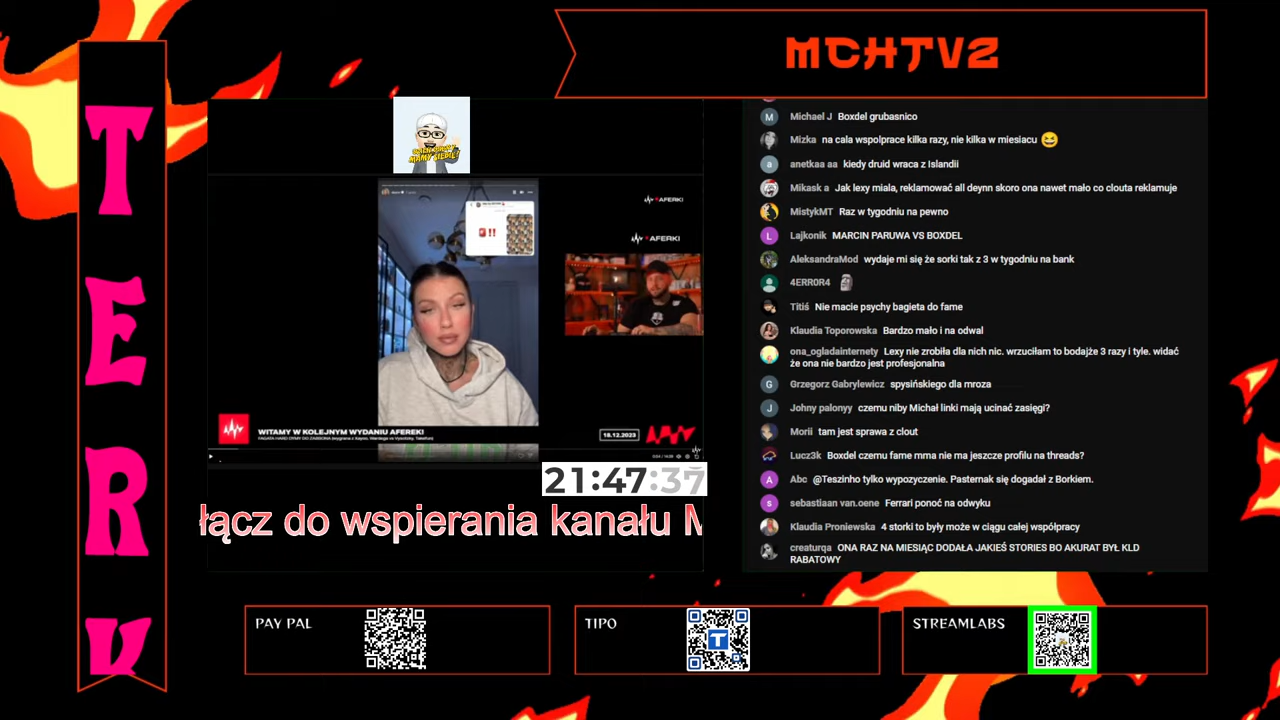 MCHTV2
T
E
R
V
MAMY CIEBIE!
AFERKI
AFERKI
WITAMY W KOLEJNYM WYDANIU AFEREK!
18.12.2023
21:47:37
łącz do wspierania kanału M
Michael J Boxdel grubasnico
Mizka na cala wspolprace kilka razy, nie kilka w miesiacu 😆
anetkaa aa kiedy druid wraca z Islandii
Mikask a Jak lexy miala, reklamować all deynn skoro ona nawet mało co clouta reklamuje
MistykMT Raz w tygodniu na pewno
Lajkonik MARCIN PARUWA VS BOXDEL
AleksandraMod wydaje mi się że sorki tak z 3 w tygodniu na bank
4ERR0R4 🗿
Titiś Nie macie psychy bagieta do fame
Klaudia Toporowska Bardzo mało i na odwal
ona_ogladainternety Lexy nie zrobiła dla nich nic. wrzuciłam to bodajże 3 razy i tyle. widać
że ona nie bardzo jest profesjonalna
Grzegorz Gabrylewicz spysińskiego dla mroza
Johny palonyy czemu niby Michał linki mają ucinać zasięgi?
Morii tam jest sprawa z clout
Lucz3k Boxdel czemu fame mma nie ma jeszcze profilu na threads?
Abc @Teszinho tylko wypozyczenie. Pasternak się dogadał z Borkiem.
sebastiaan van.oene Ferrari ponoć na odwyku
Klaudia Proniewska 4 storki to były może w ciągu całej współpracy
creaturqa ONA RAZ NA MIESIĄC DODAŁA JAKIEŚ STORIES BO AKURAT BYŁ KLD
RABATOWY
PAY PAL
TIPO
T
STREAMLABS